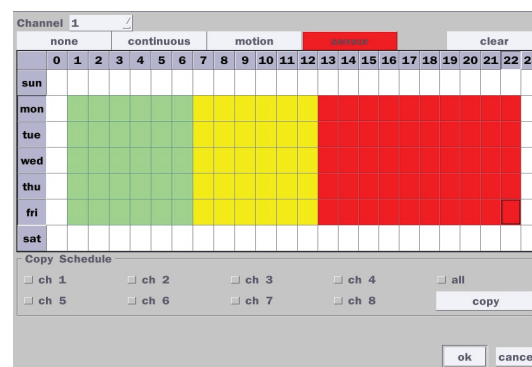 Channel 1
none continuous motion clear
0 1 2 3 4 5 6 7 8 9 10 11 12 13 14 15 16 17 18 19 20 21 22 2
sun
mon
tue
wed
thu
fri
sat
Copy Schedule
ch 1 ch 2 ch 3 ch 4 all
ch 5 ch 6 ch 7 ch 8 copy
ok cance